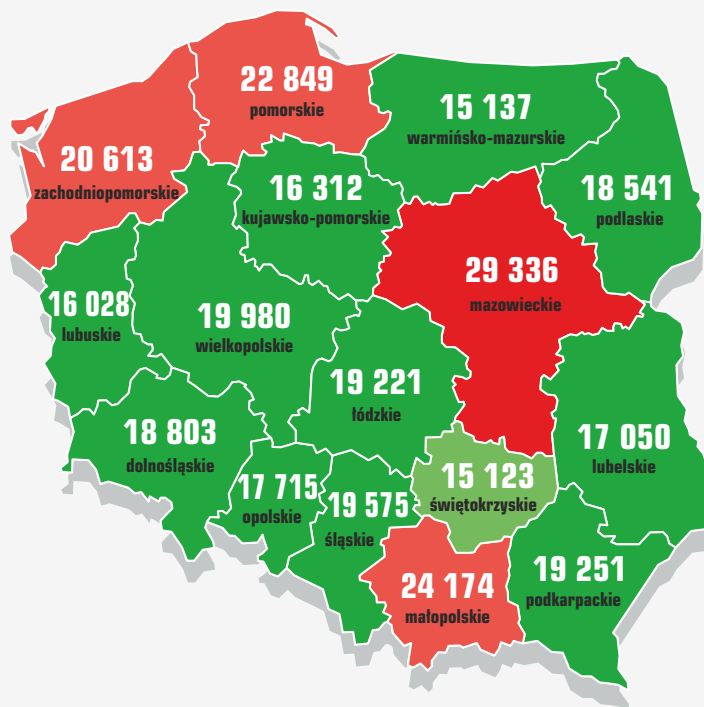 22 849
pomorskie
15 137
warmińsko-mazurskie
20 613
zachodniopomorskie
16 312
kujawsko-pomorskie
18 541
podlaskie
29 336
mazowieckie
16 028
lubuskie
19 980
wielkopolskie
19 221
łódzkie
18 803
dolnośląskie
17 050
lubelskie
17 715
opolskie
19 575
śląskie
15 123
świętokrzyskie
24 174
małopolskie
19 251
podkarpackie